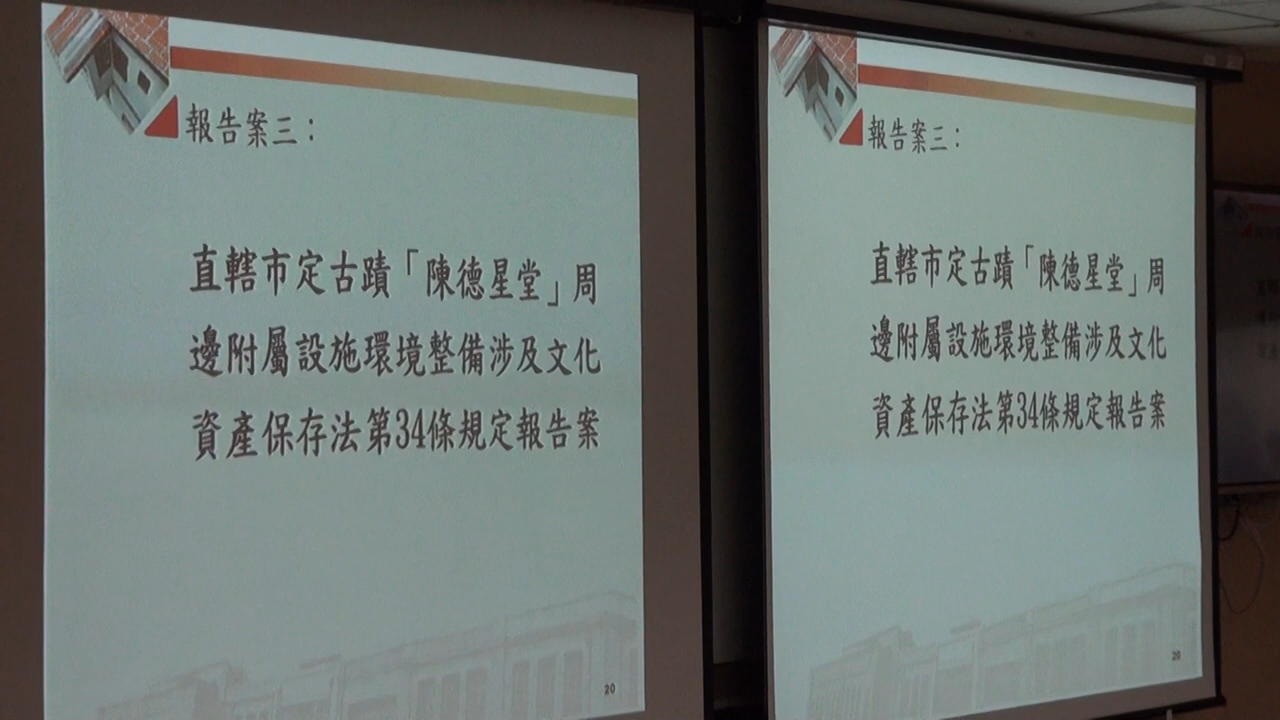 報告案三：
直轄市定古蹟「陳德星堂」周
邊附屬設施環境整備涉及文化
資產保存法第34條規定報告案
20
報告案三：
直轄市定古蹟「陳德星堂」周
邊附屬設施環境整備涉及文化
資產保存法第34條規定報告案
20